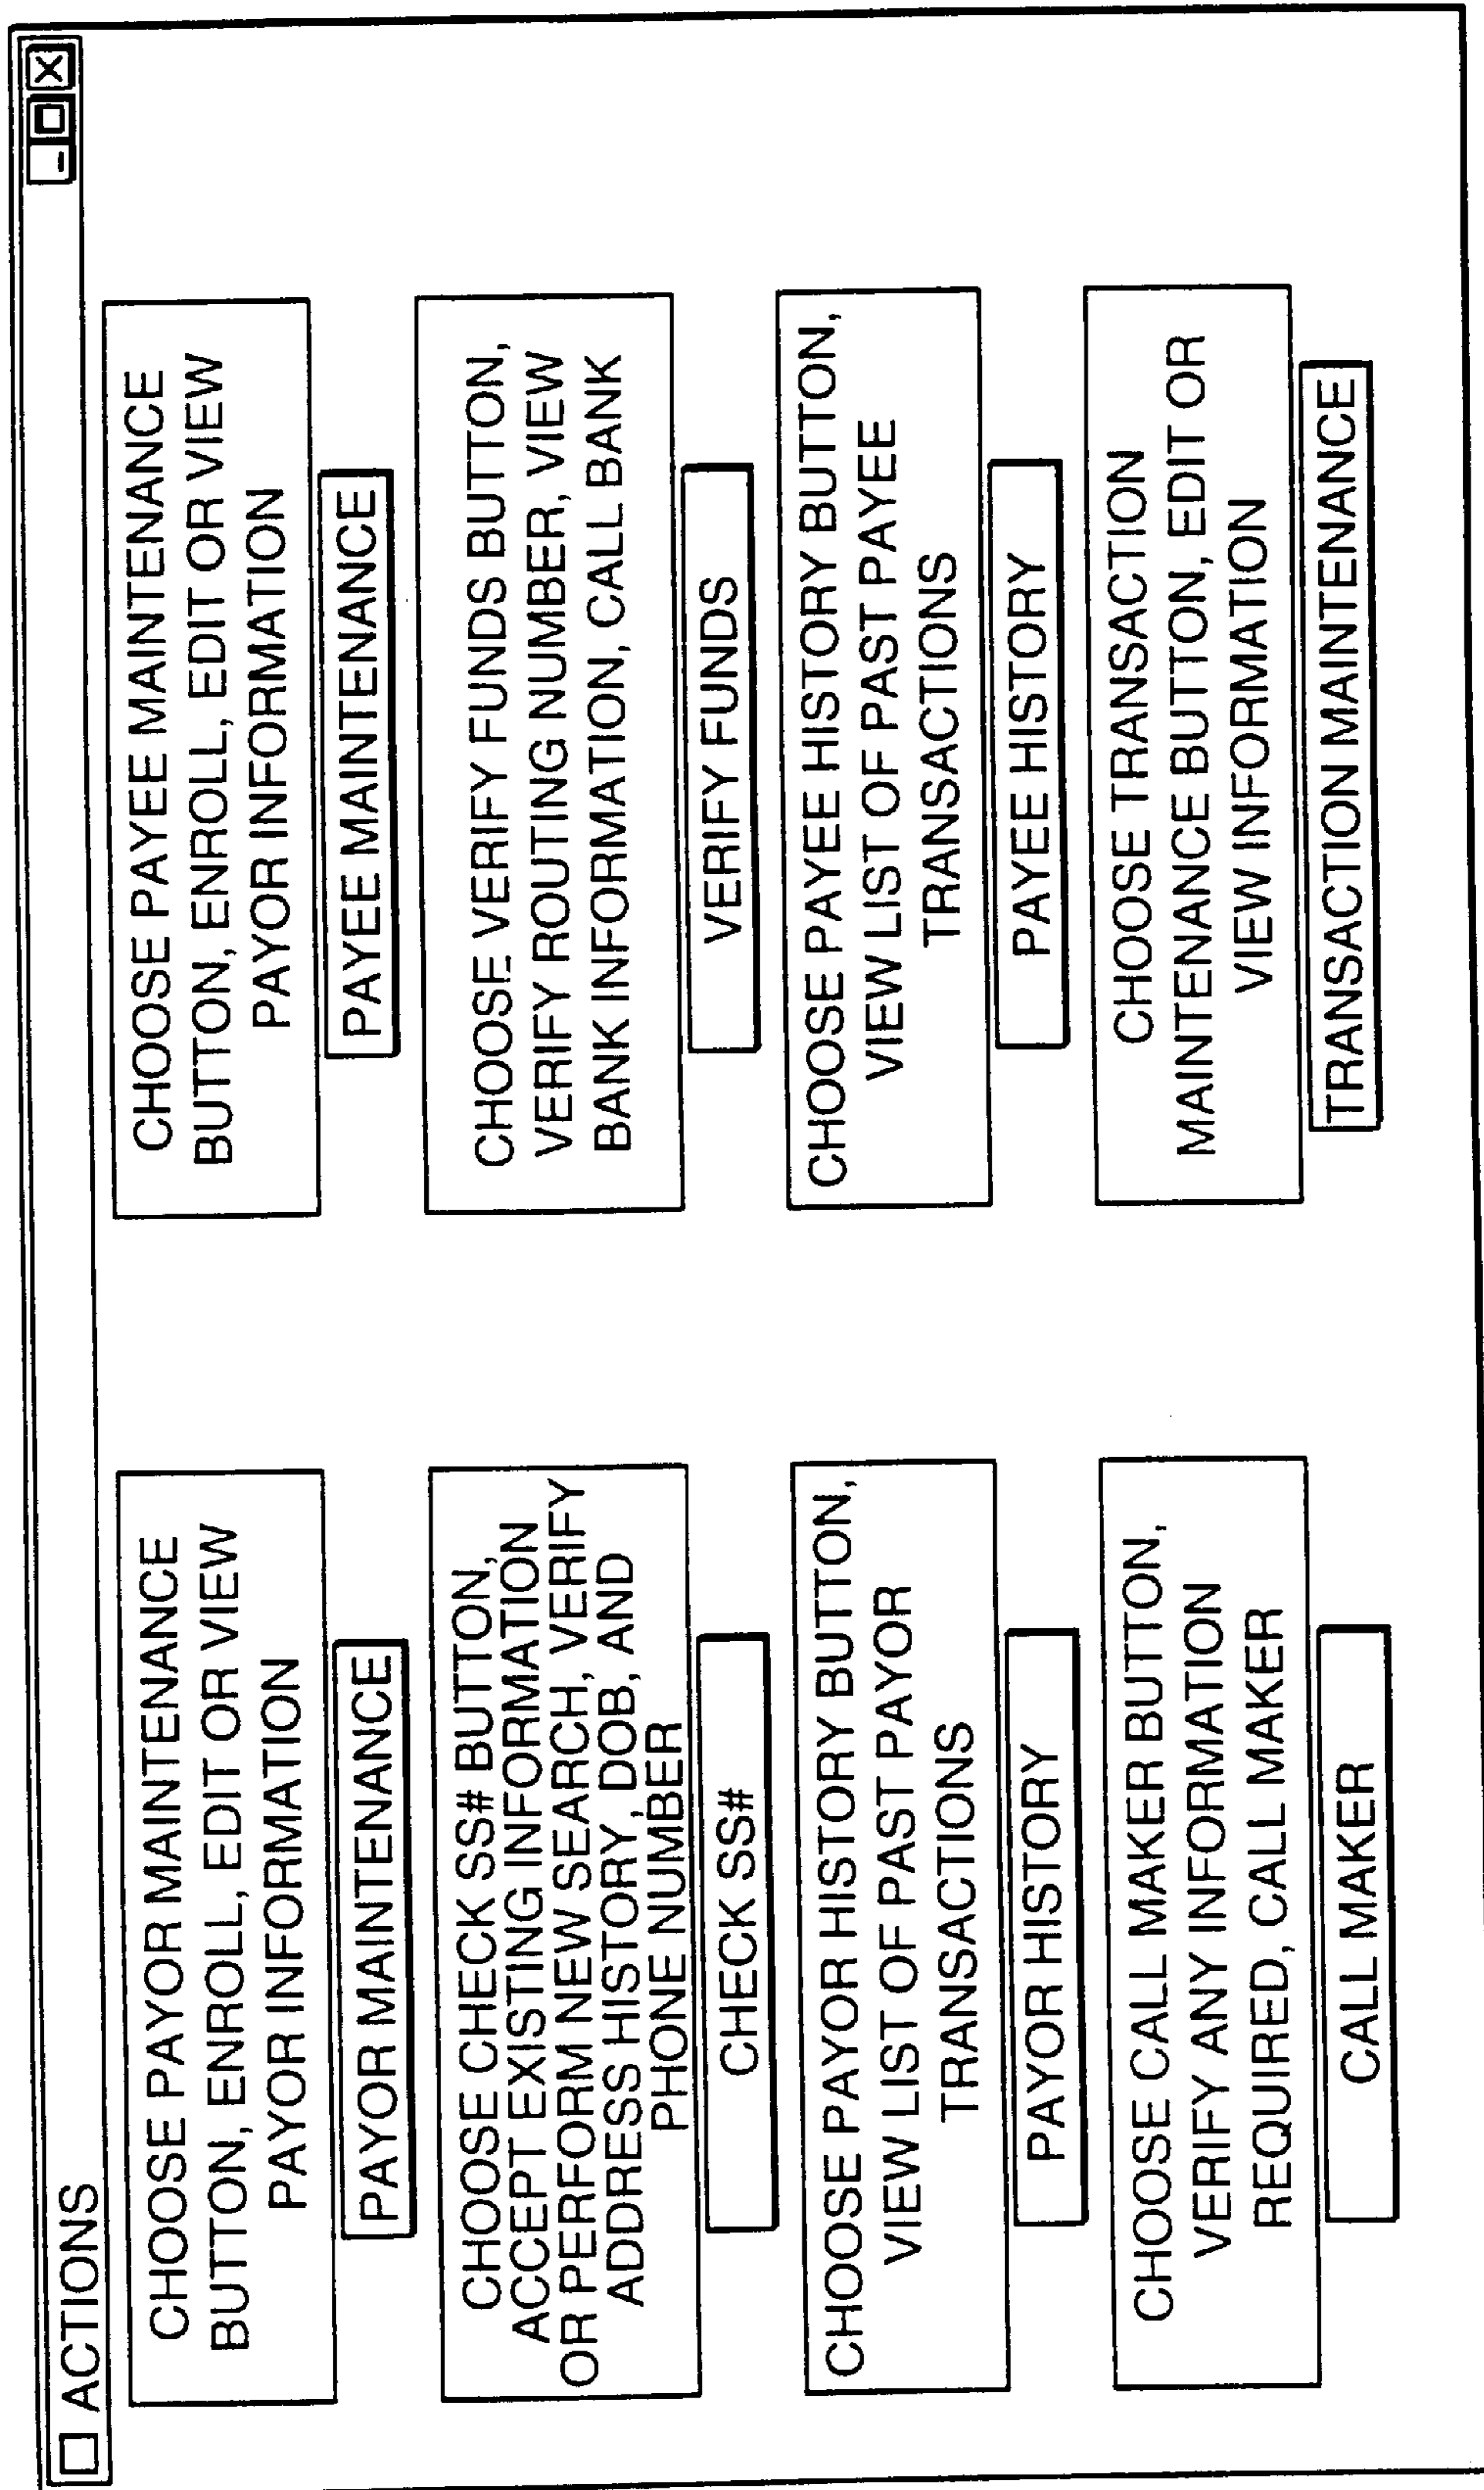 ACTIONS
CHOOSE PAYOR MAINTENANCE
BUTTON, ENROLL, EDIT OR VIEW
PAYOR INFORMATION
PAYOR MAINTENANCE
CHOOSE CHECK SS# BUTTON,
ACCEPT EXISTING INFORMATION
OR PERFORM NEW SEARCH, VERIFY
ADDRESS HISTORY, DOB, AND
PHONE NUMBER
CHECK SS#
CHOOSE PAYOR HISTORY BUTTON,
VIEW LIST OF PAST PAYOR
TRANSACTIONS
PAYOR HISTORY
CHOOSE CALL MAKER BUTTON,
VERIFY ANY INFORMATION
REQUIRED, CALL MAKER
CALL MAKER
CHOOSE PAYEE MAINTENANCE
BUTTON, ENROLL, EDIT OR VIEW
PAYOR INFORMATION
PAYEE MAINTENANCE
CHOOSE VERIFY FUNDS BUTTON,
VERIFY ROUTING NUMBER, VIEW
BANK INFORMATION, CALL BANK
VERIFY FUNDS
CHOOSE PAYEE HISTORY BUTTON,
VIEW LIST OF PAST PAYEE
TRANSACTIONS
PAYEE HISTORY
CHOOSE TRANSACTION
MAINTENANCE BUTTON, EDIT OR
VIEW INFORMATION
TRANSACTION MAINTENANCE